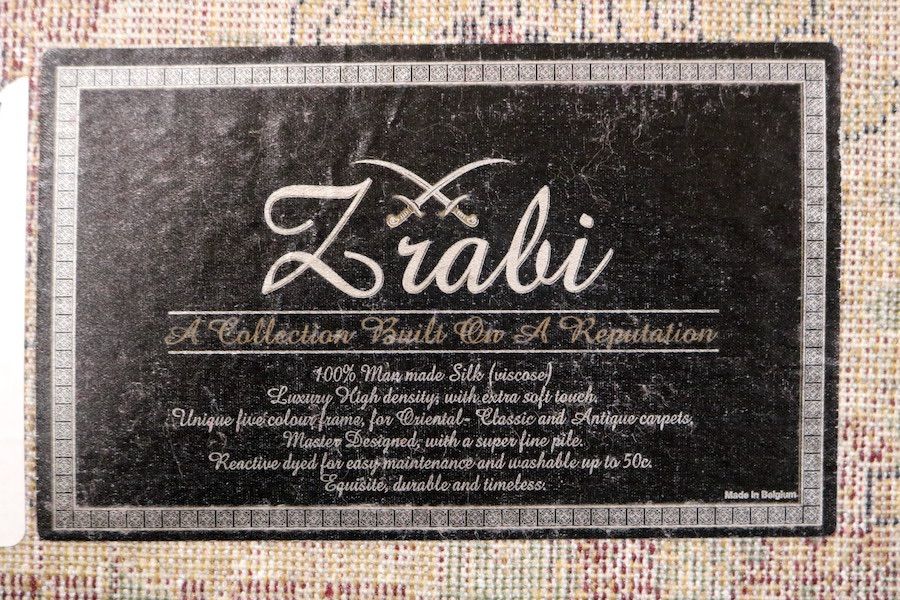 Zrabi
A Collection Built On A Reputation
100% Man made Silk (viscose)
Luxury High density, with extra soft touch.
Unique five colour frame, for Oriental- Classic and Antique carpets.
Master Designed, with a super fine pile.
Reactive dyed for easy maintenance and washable up to 50c.
Equisite, durable and timeless.
Made in Belgium